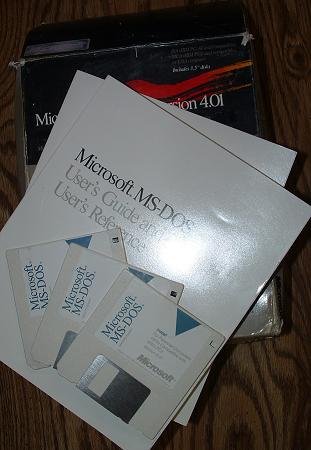 Includes 3.5" disks
Mic
sion 4.01
Microsoft MS-DOS
User's Guide and
User's Reference
Microsoft
MS-DOS
Microsoft
MS-DOS
Microsoft
MS-DOS
Microsoft